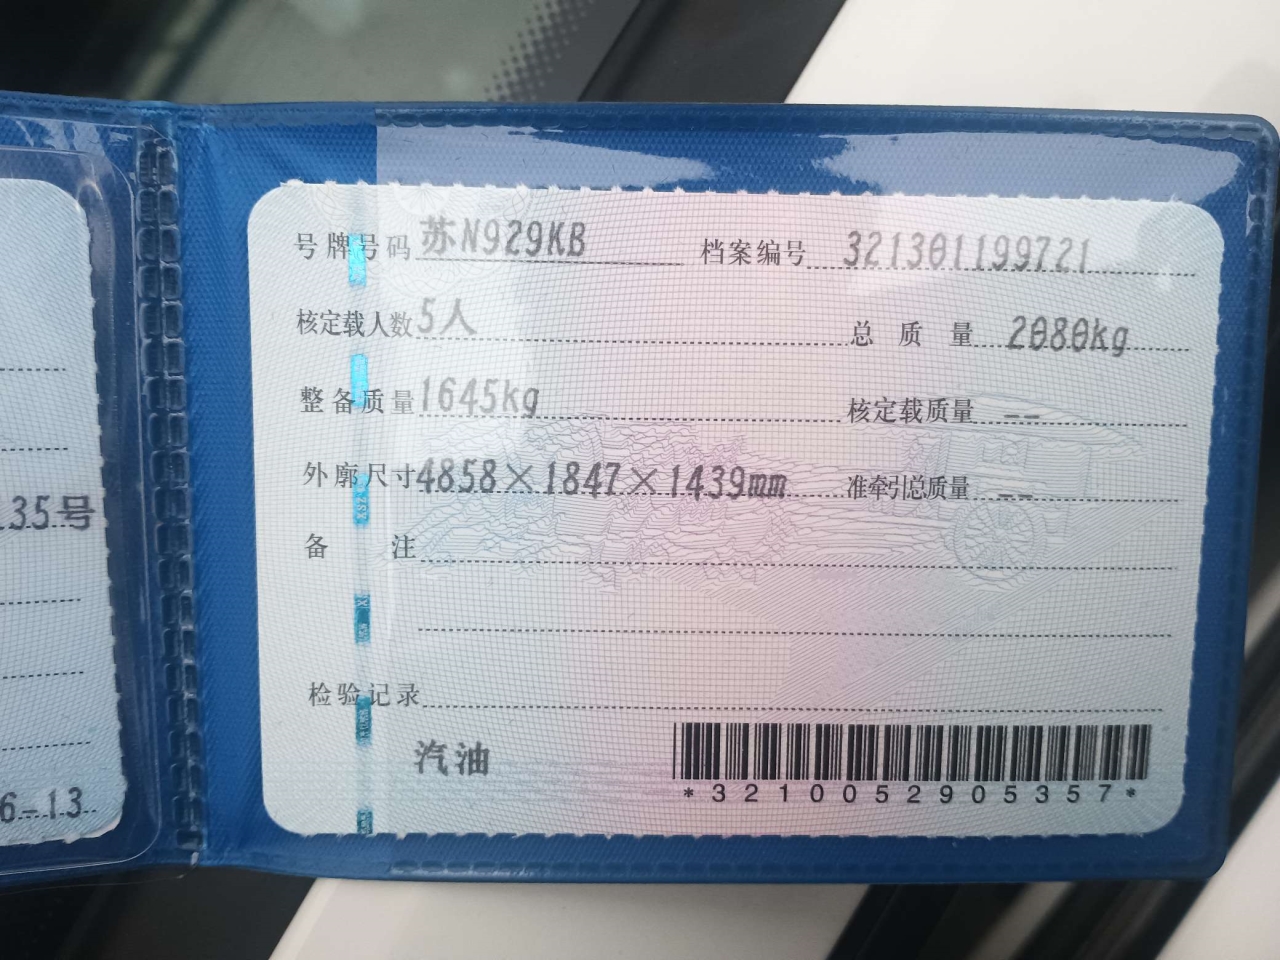 号牌号码 苏N929KB 档案编号 321301199721
核定载人数 5人 总质量 2080kg
整备质量 1645kg 核定载质量 --
外廓尺寸 4858×1847×1439mm 准牵引总质量 --
备注
检验记录
汽油
*3210052905357*
135号
6-13